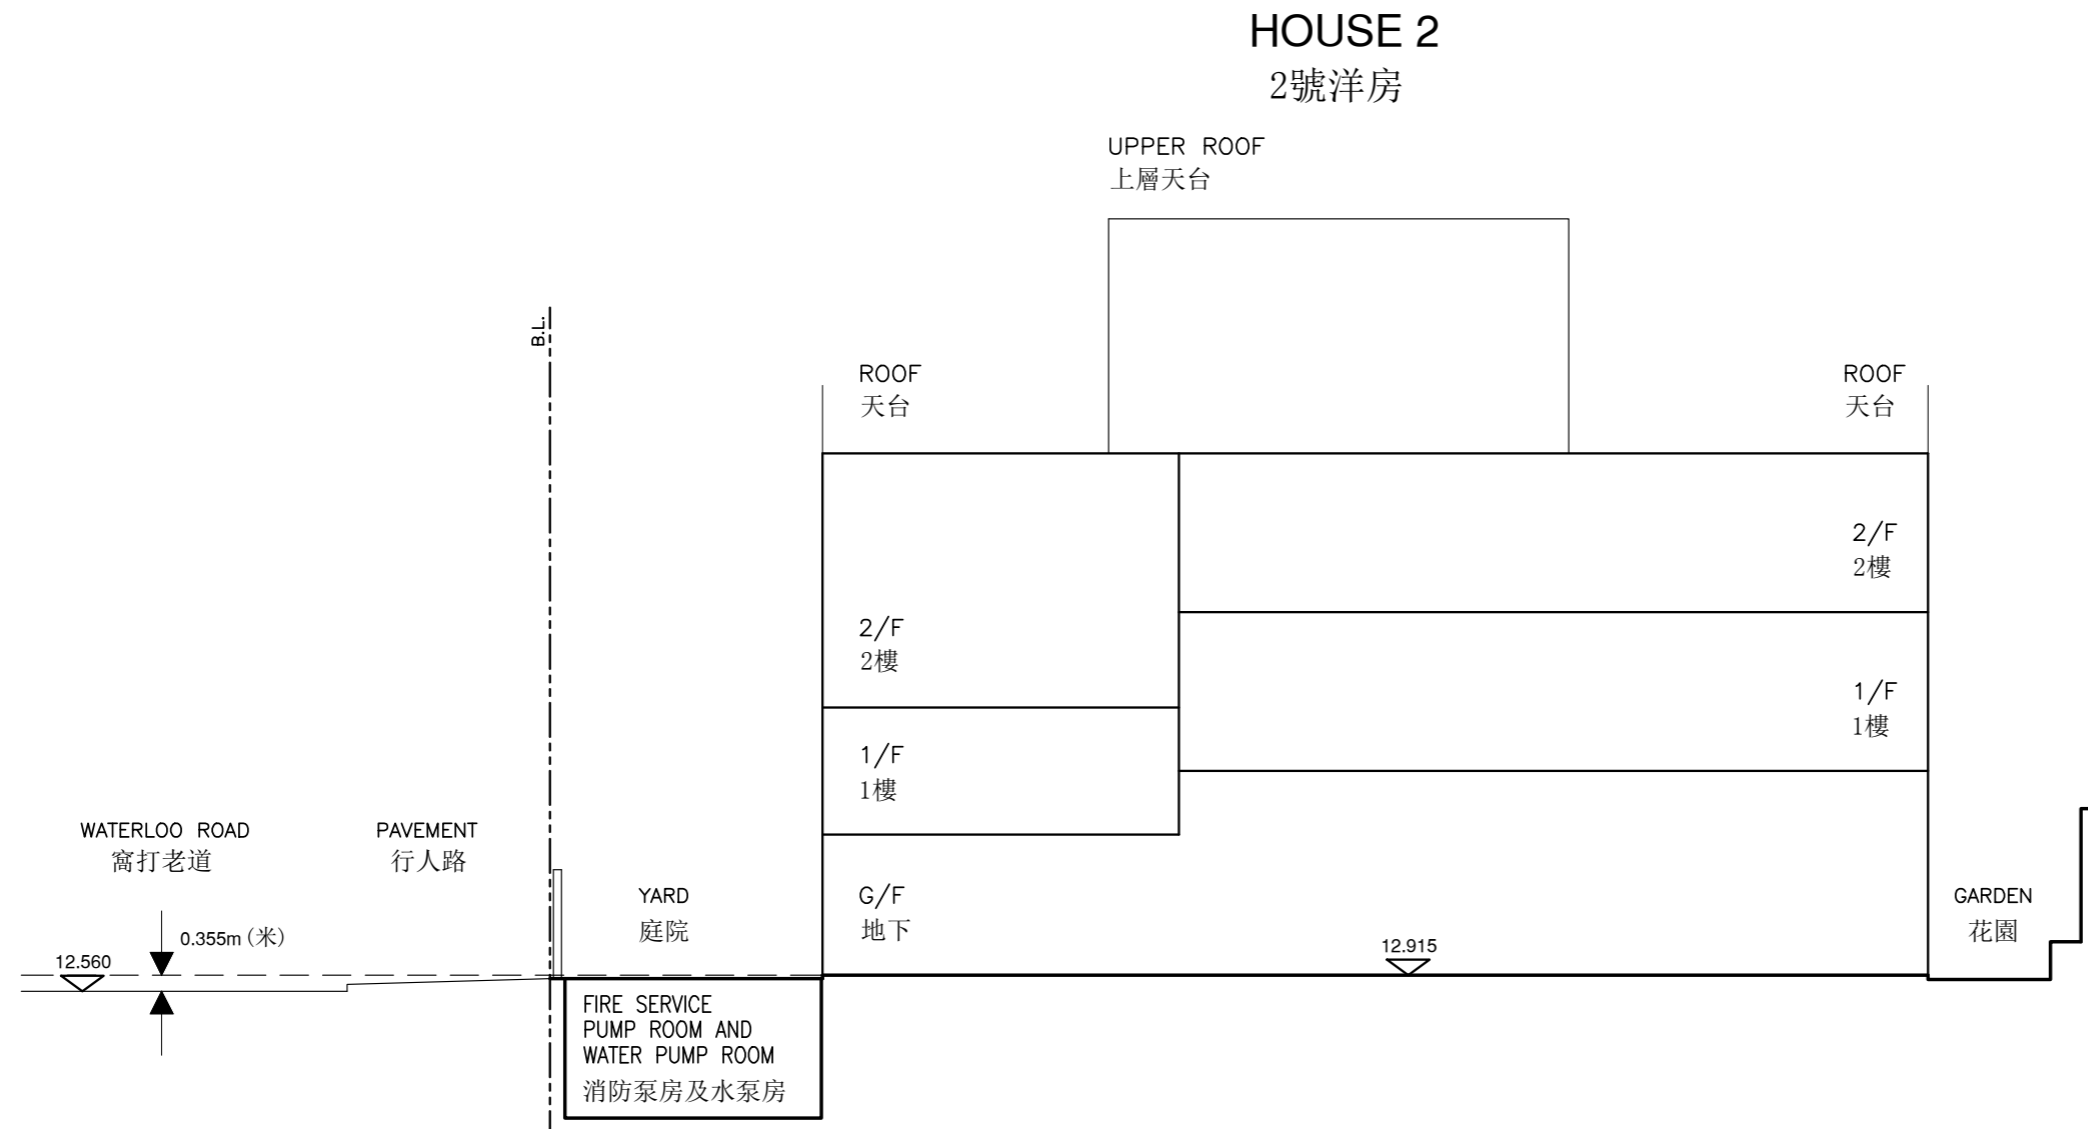 HOUSE 2
2號洋房
UPPER ROOF
上層天台
B.L.
ROOF
天台
ROOF
天台
2/F
2樓
2/F
2樓
1/F
1樓
1/F
1樓
WATERLOO ROAD
窩打老道
PAVEMENT
行人路
YARD
庭院
G/F
地下
GARDEN
花園
0.355m (米)
12.560
12.915
FIRE SERVICE
PUMP ROOM AND
WATER PUMP ROOM
消防泵房及水泵房